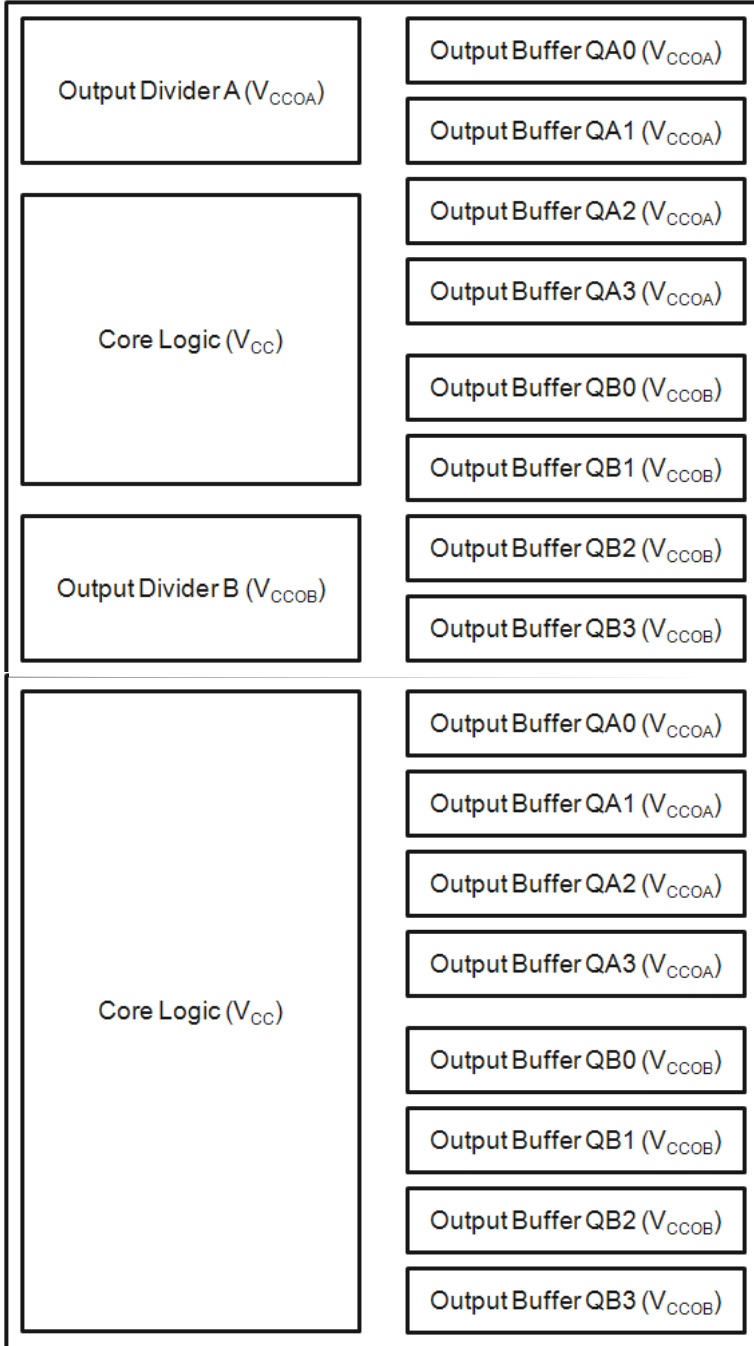 Output Divider A (VCCOA)
Core Logic (VCC)
Output Divider B (VCCOB)
Output Buffer QA0 (VCCOA)
Output Buffer QA1 (VCCOA)
Output Buffer QA2 (VCCOA)
Output Buffer QA3 (VCCOA)
Output Buffer QB0 (VCCOB)
Output Buffer QB1 (VCCOB)
Output Buffer QB2 (VCCOB)
Output Buffer QB3 (VCCOB)
Core Logic (VCC)
Output Buffer QA0 (VCCOA)
Output Buffer QA1 (VCCOA)
Output Buffer QA2 (VCCOA)
Output Buffer QA3 (VCCOA)
Output Buffer QB0 (VCCOB)
Output Buffer QB1 (VCCOB)
Output Buffer QB2 (VCCOB)
Output Buffer QB3 (VCCOB)